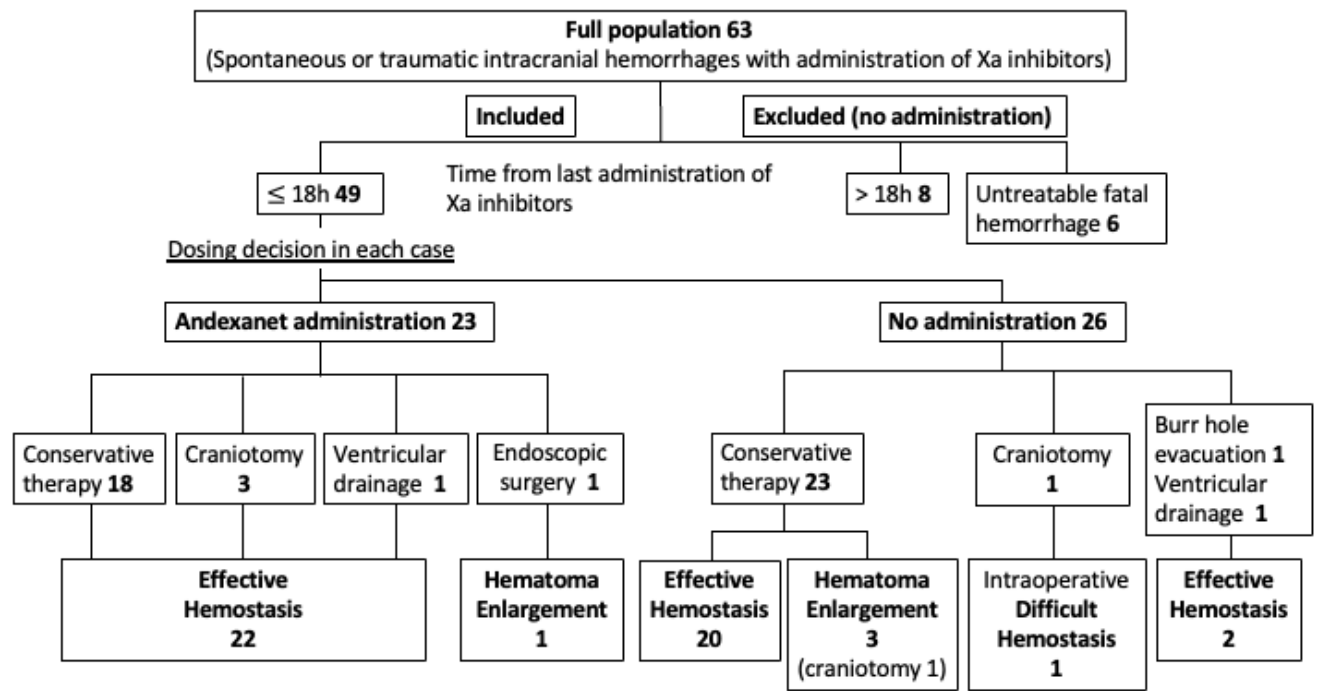 Full population 63
(Spontaneous or traumatic intracranial hemorrhages with administration of Xa inhibitors)
Included
Excluded (no administration)
≤ 18h 49
Time from last administration of
Xa inhibitors
> 18h 8
Untreatable fatal
hemorrhage 6
Dosing decision in each case
Andexanet administration 23
No administration 26
Conservative
therapy 18
Craniotomy
3
Ventricular
drainage 1
Endoscopic
surgery 1
Conservative
therapy 23
Craniotomy
1
Burr hole
evacuation 1
Ventricular
drainage 1
Effective
Hemostasis
22
Hematoma
Enlargement
1
Effective
Hemostasis
20
Hematoma
Enlargement
3
(craniotomy 1)
Intraoperative
Difficult
Hemostasis
1
Effective
Hemostasis
2